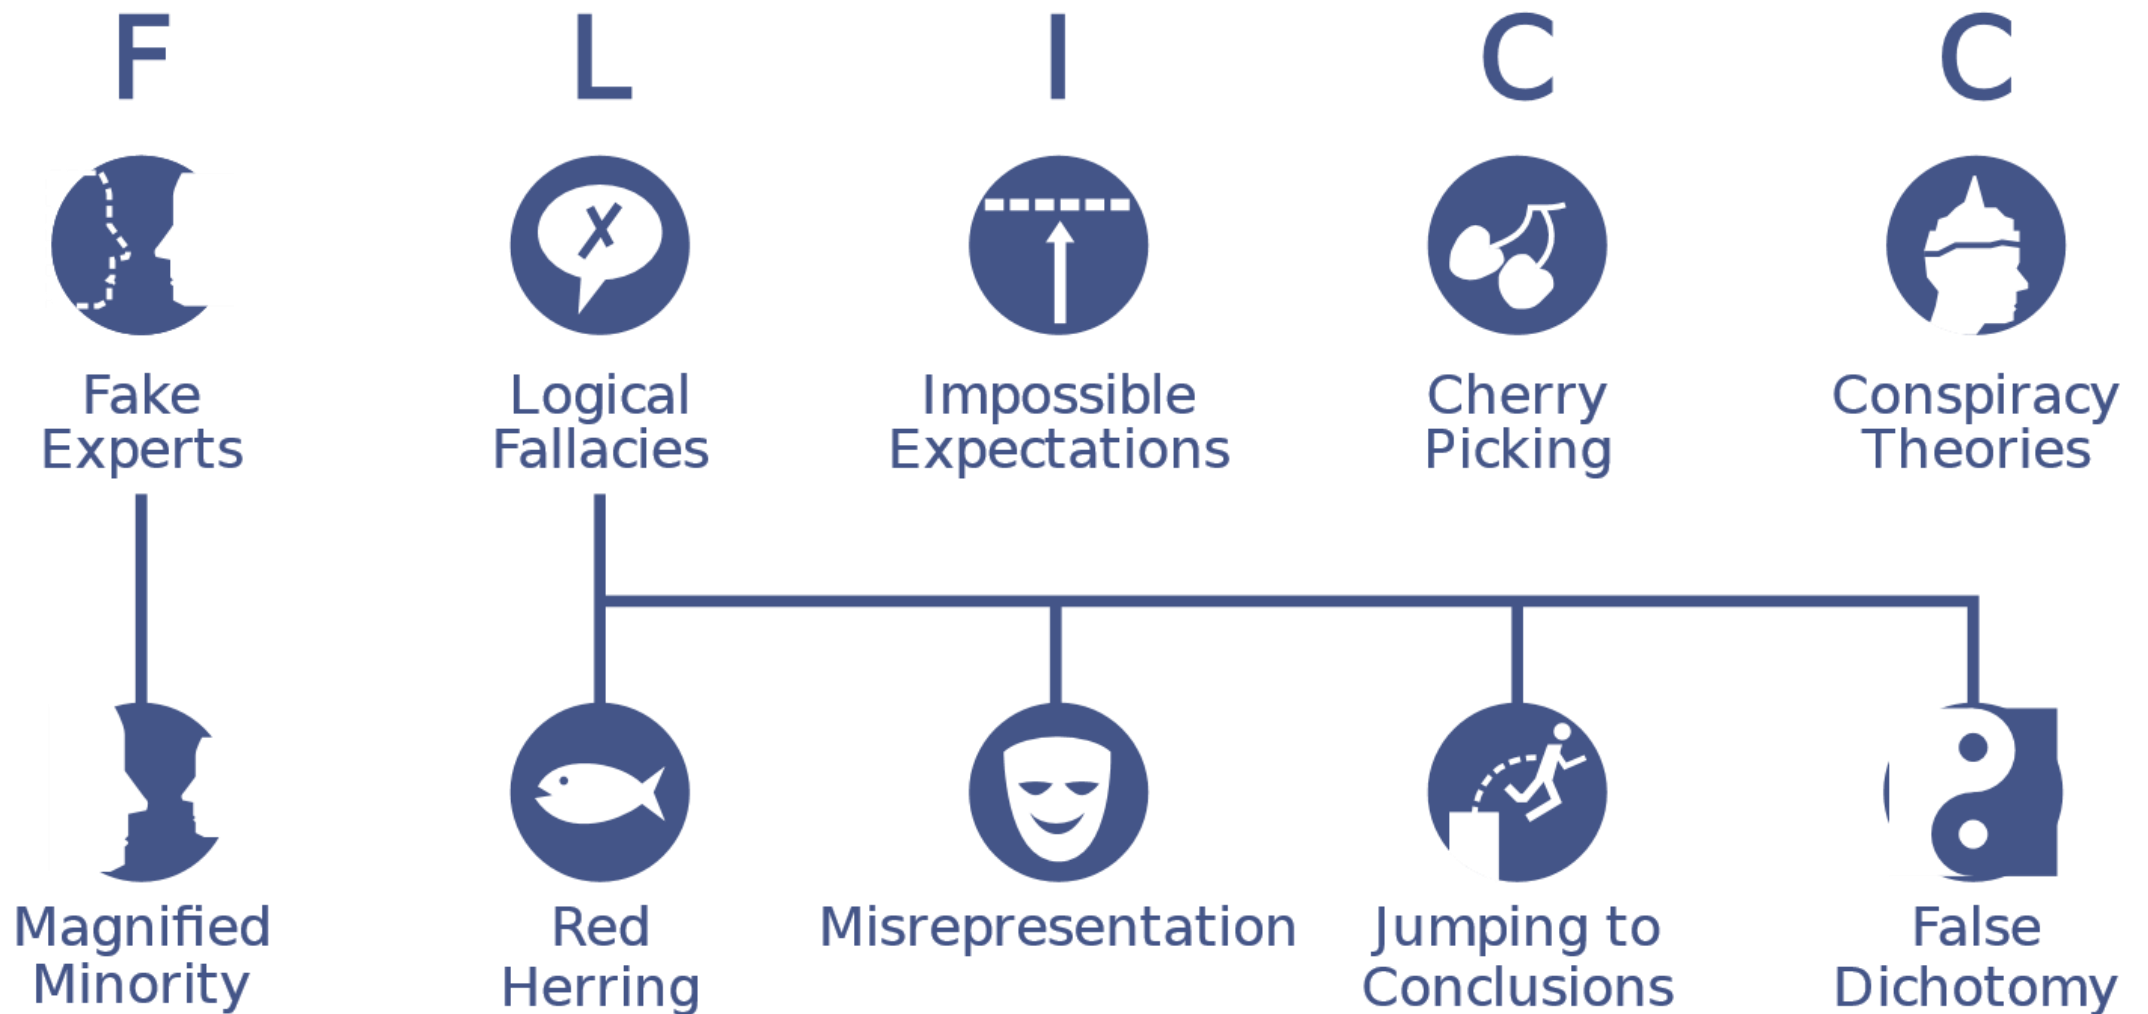 F
L
I
C
C
Fake
Experts
Logical
Fallacies
Impossible
Expectations
Cherry
Picking
Conspiracy
Theories
Magnified
Minority
Red
Herring
Misrepresentation
Jumping to
Conclusions
False
Dichotomy